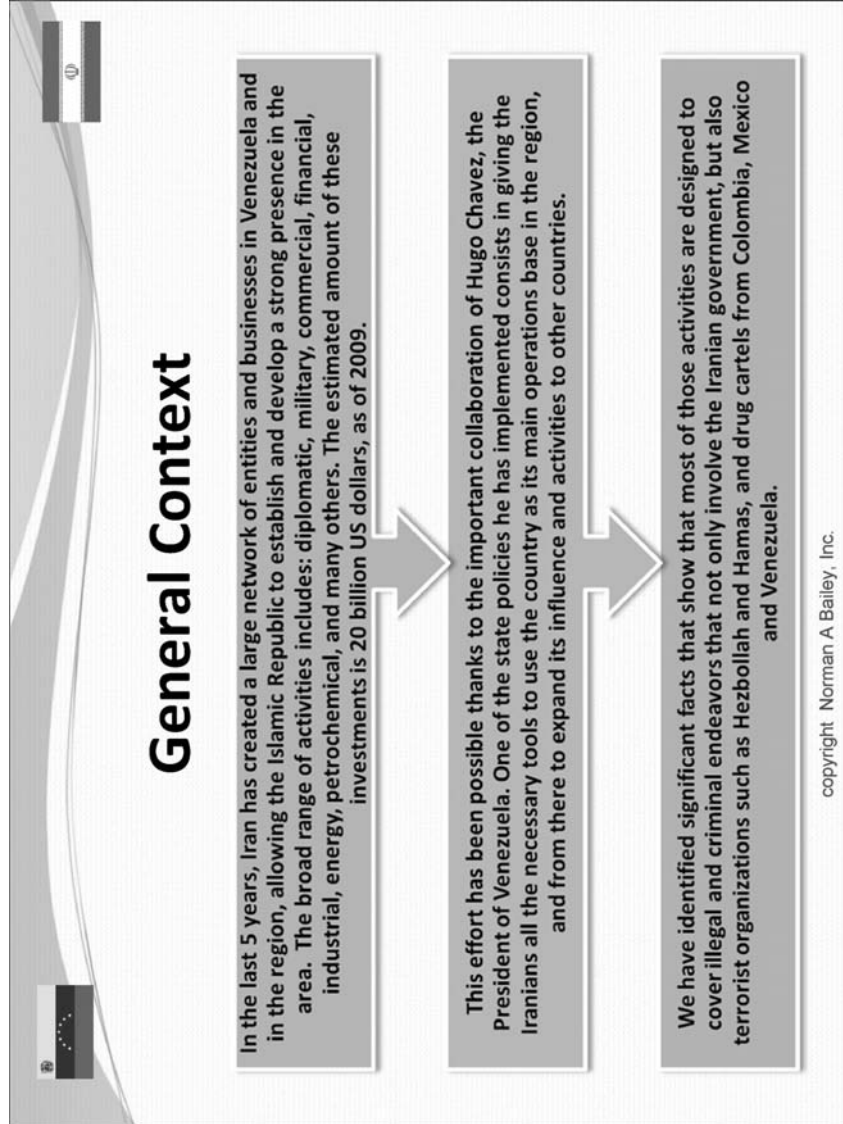 General Context
In the last 5 years, Iran has created a large network of entities and businesses in Venezuela and
in the region, allowing the Islamic Republic to establish and develop a strong presence in the
area. The broad range of activities includes: diplomatic, military, commercial, financial,
industrial, energy, petrochemical, and many others. The estimated amount of these
investments is 20 billion US dollars, as of 2009.
This effort has been possible thanks to the important collaboration of Hugo Chavez, the
President of Venezuela. One of the state policies he has implemented consists in giving the
Iranians all the necessary tools to use the country as its main operations base in the region,
and from there to expand its influence and activities to other countries.
We have identified significant facts that show that most of those activities are designed to
cover illegal and criminal endeavors that not only involve the Iranian government, but also
terrorist organizations such as Hezbollah and Hamas, and drug cartels from Colombia, Mexico
and Venezuela.
copyright Norman A Bailey, Inc.